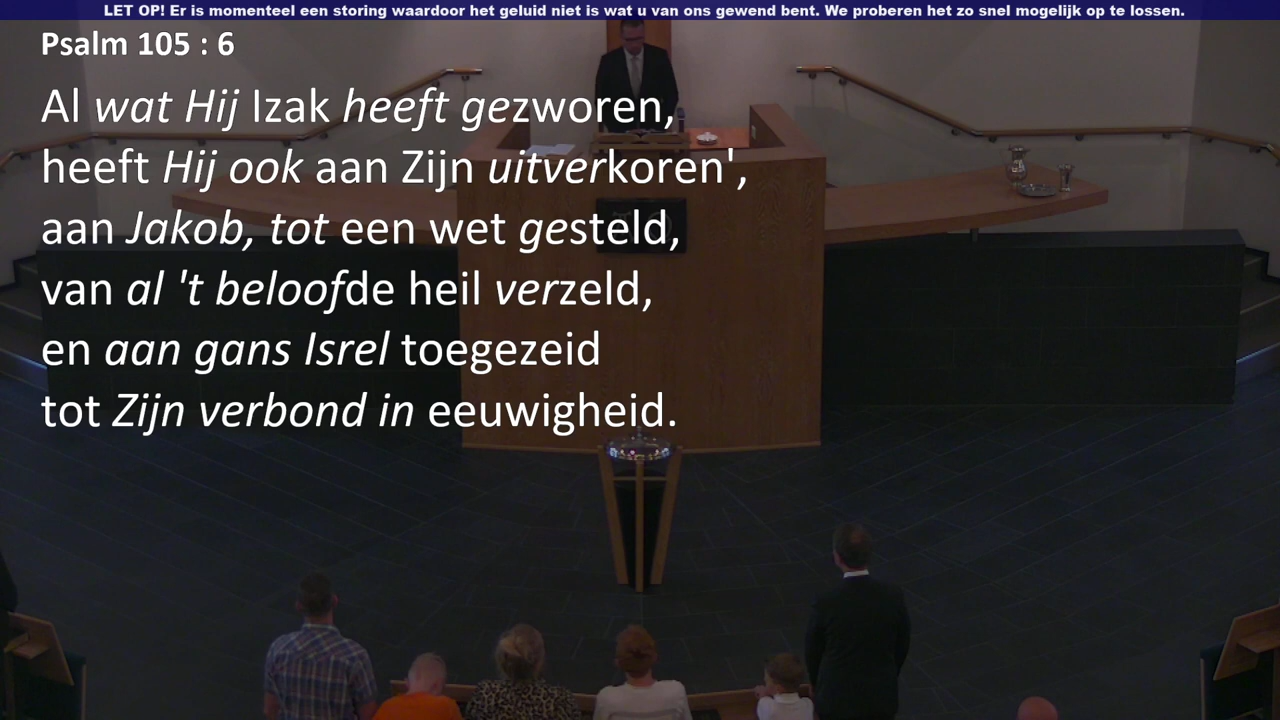 LET OP! Er is momenteel een storing waardoor het geluid niet is wat u van ons gewend bent. We proberen het zo snel mogelijk op te lossen.
Psalm 105 : 6
Al wat Hij Izak heeft gezworen,
heeft Hij ook aan Zijn uitverkoren',
aan Jakob, tot een wet gesteld,
van al 't beloofde heil verzeld,
en aan gans Isrel toegezeid
tot Zijn verbond in eeuwigheid.